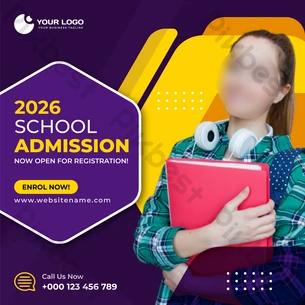 YOUR LOGO
YOUR BUSINESS TAGLINE
2026
SCHOOL
ADMISSION
NOW OPEN FOR REGISTRATION!
ENROL NOW!
www.websitename.com
Call Us Now
+000 123 456 789
pikbest